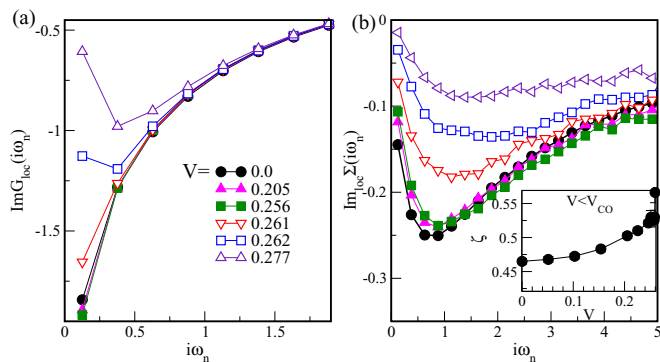 (a)
-0.5
-1
-1.5
ImG_loc(iω_n)
V=
0.0
0.205
0.256
0.261
0.262
0.277
0
0.5
1
1.5
iω_n
(b)
0
-0.1
-0.2
-0.3
Im_locΣ(iω_n)
V<V_CO
0.55
0.5
0.45
ζ
0
0.1
0.2
V
0
1
2
3
4
5
iω_n